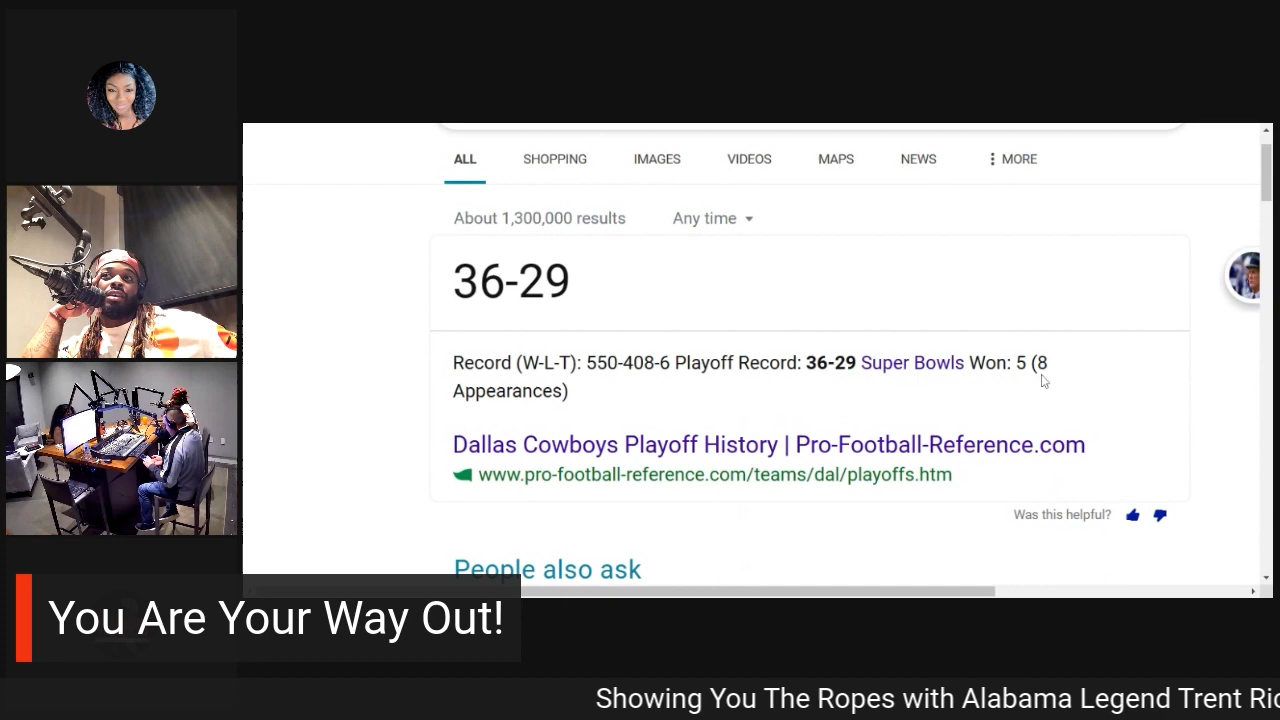 ALL SHOPPING IMAGES VIDEOS MAPS NEWS MORE
About 1,300,000 results Any time
36-29
Record (W-L-T): 550-408-6 Playoff Record: 36-29 Super Bowls Won: 5 (8
Appearances)
Dallas Cowboys Playoff History | Pro-Football-Reference.com
www.pro-football-reference.com/teams/dal/playoffs.htm
Was this helpful?
People also ask
You Are Your Way Out!
Showing You The Ropes with Alabama Legend Trent Ric